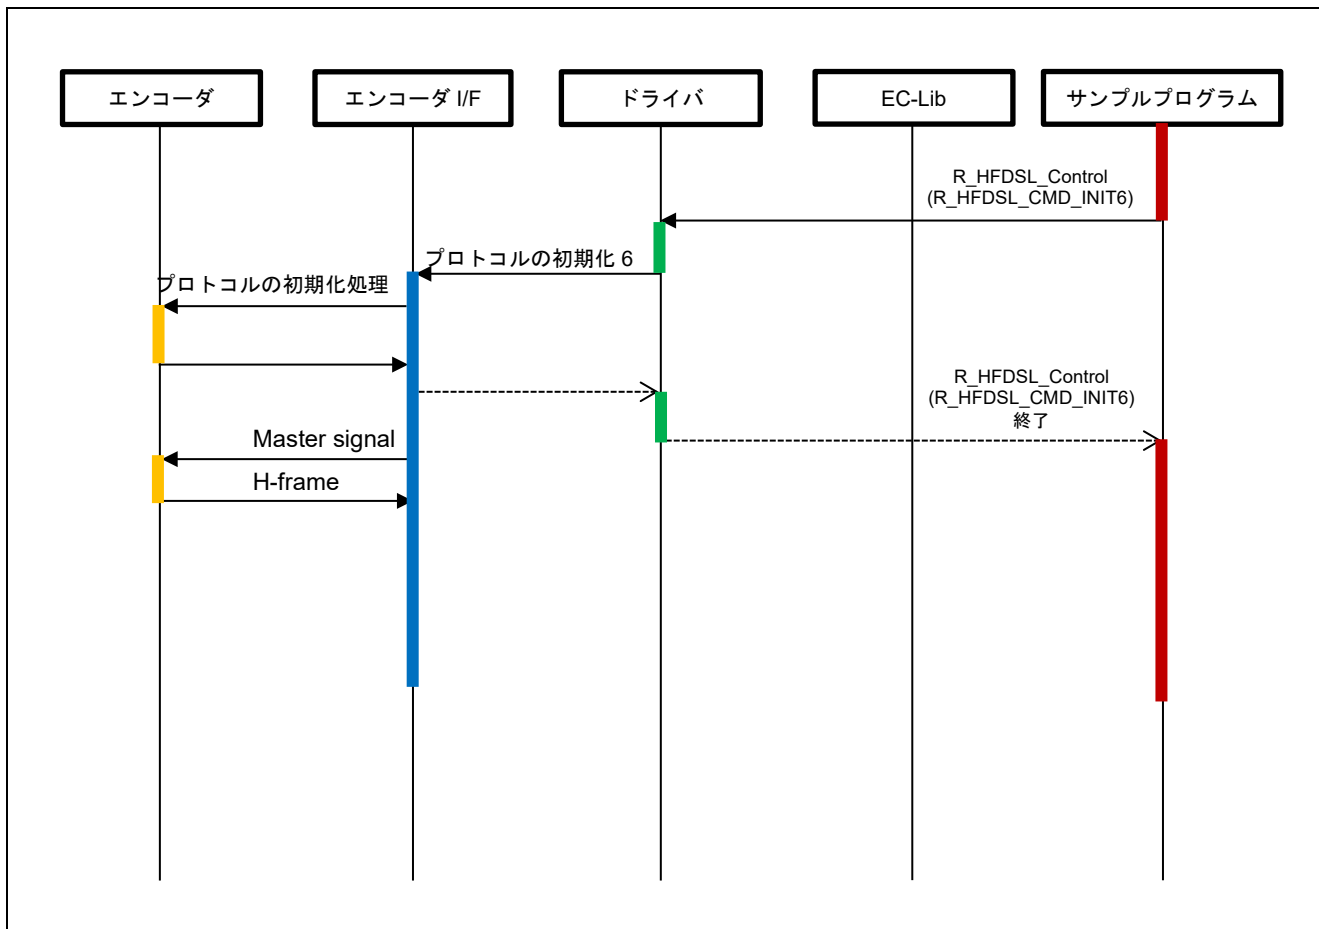 エンコーダ
エンコーダ I/F
ドライバ
EC-Lib
サンプルプログラム
R_HFDSL_Control
(R_HFDSL_CMD_INIT6)
プロトコルの初期化 6
プロトコルの初期化処理
R_HFDSL_Control
(R_HFDSL_CMD_INIT6)
終了
Master signal
H-frame